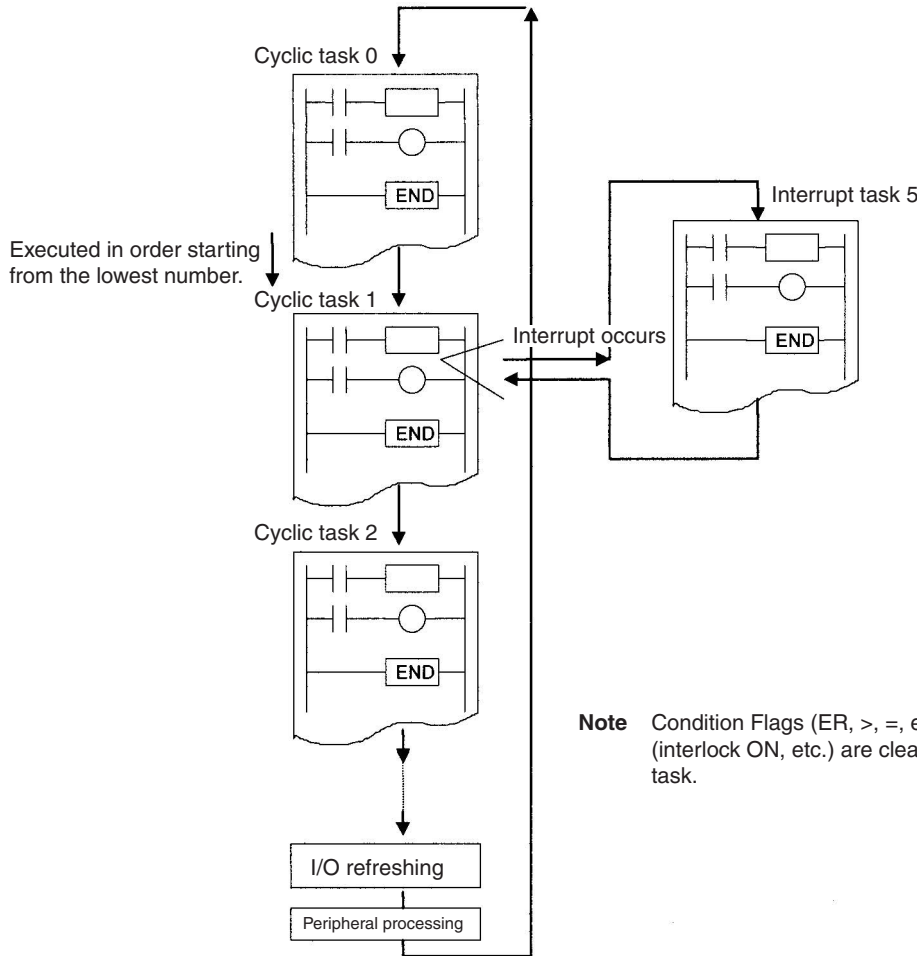 Cyclic task 0
END
Interrupt task 5
Executed in order starting
from the lowest number.
Cyclic task 1
Interrupt occurs
END
END
Cyclic task 2
END
Note Condition Flags (ER, >, =, e
(interlock ON, etc.) are clea
task.
I/O refreshing
Peripheral processing